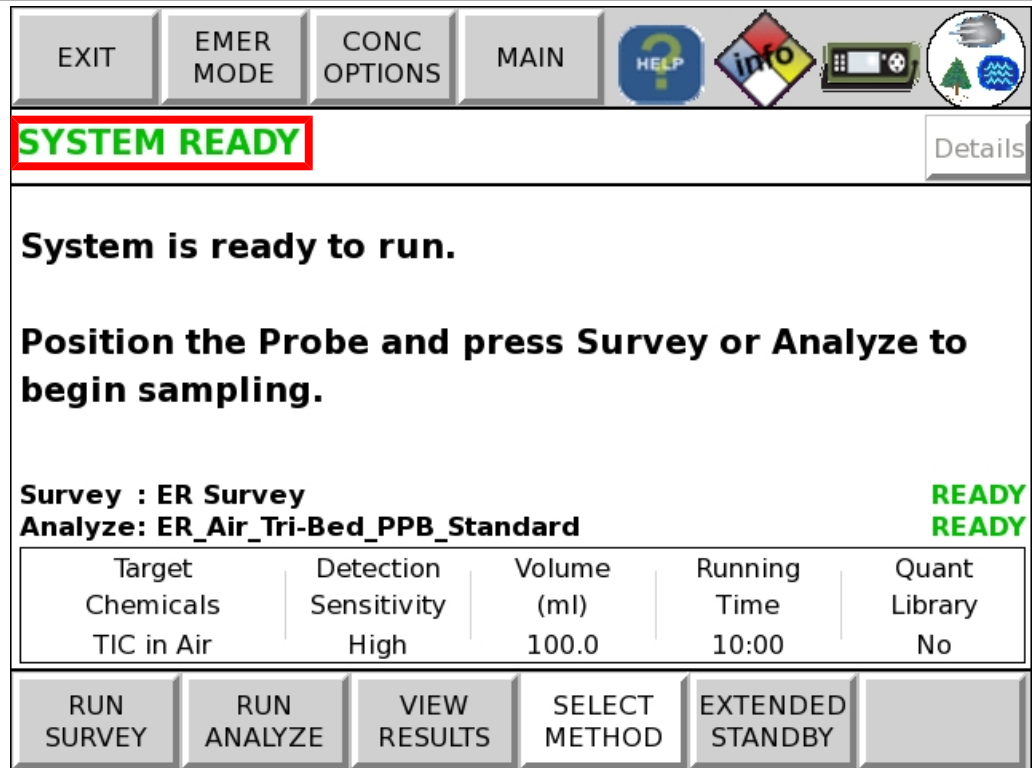 EXIT
EMER
MODE
CONC
OPTIONS
MAIN
HELP
info
SYSTEM READY
Details
System is ready to run.
Position the Probe and press Survey or Analyze to
begin sampling.
Survey : ER Survey READY
Analyze: ER_Air_Tri-Bed_PPB_Standard READY
Target Detection Volume Running Quant
Chemicals Sensitivity (ml) Time Library
TIC in Air High 100.0 10:00 No
RUN
SURVEY
RUN
ANALYZE
VIEW
RESULTS
SELECT
METHOD
EXTENDED
STANDBY